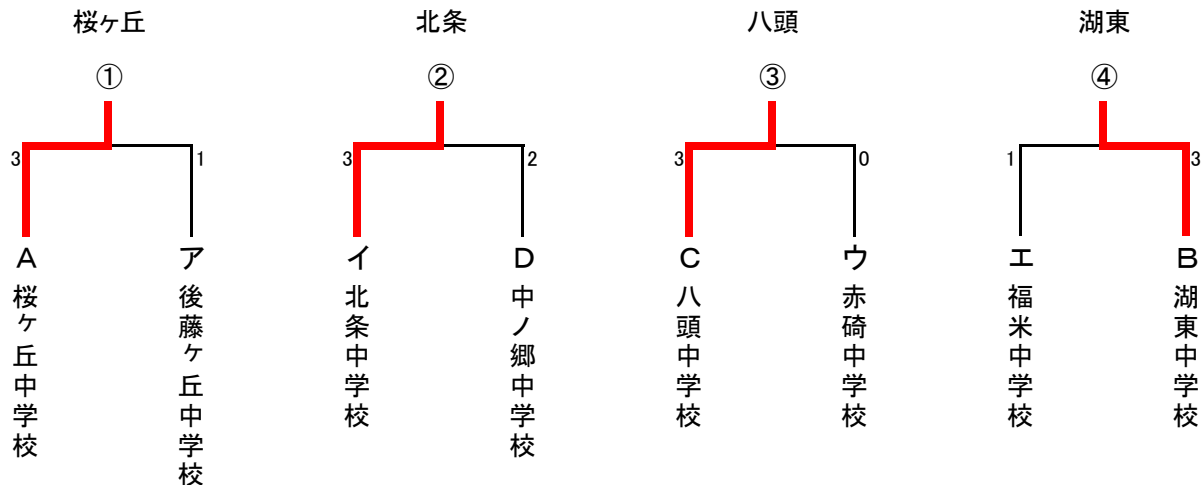 桜ヶ丘
北条
八頭
湖東
①
②
③
④
3
1
3
2
3
0
1
3
A
ア
イ
D
C
ウ
エ
B
桜ヶ丘中学校
後藤ヶ丘中学校
北条中学校
中ノ郷中学校
八頭中学校
赤碕中学校
福米中学校
湖東中学校